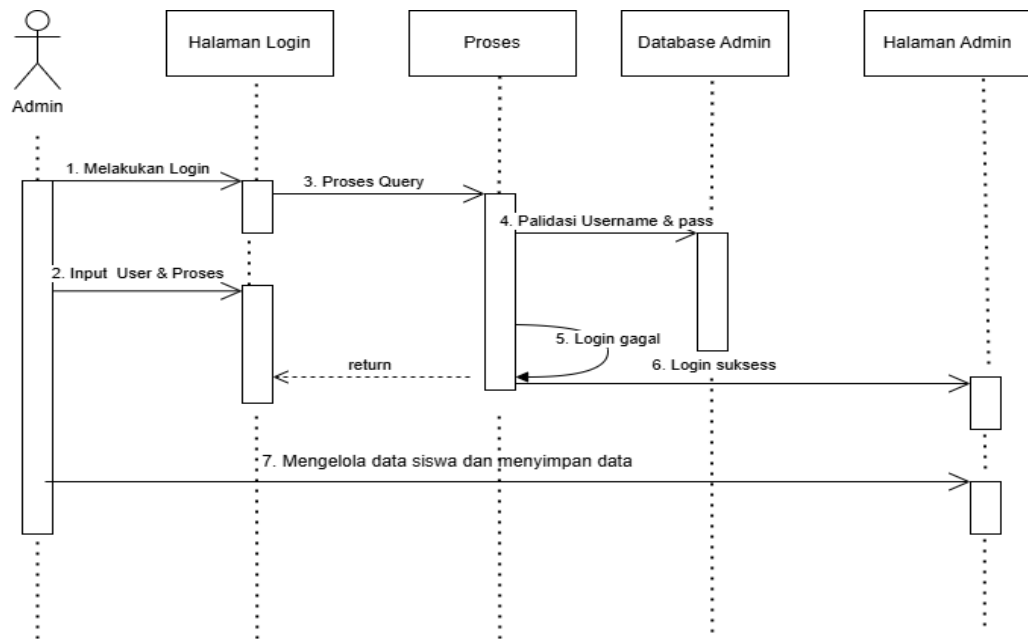 Halaman Login
Proses
Database Admin
Halaman Admin
Admin
1. Melakukan Login
3. Proses Query
4. Palidasi Username & pass
2. Input User & Proses
5. Login gagal
return
6. Login suksess
7. Mengelola data siswa dan menyimpan data